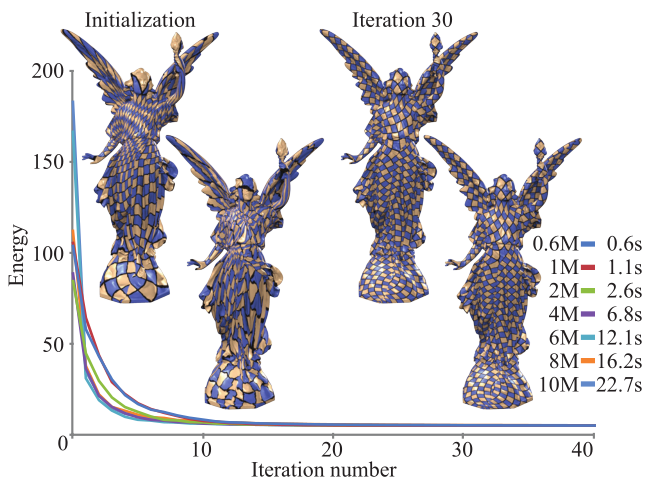 Initialization
Iteration 30
200
150
100
50
0
Energy
0.6M 0.6s
1M 1.1s
2M 2.6s
4M 6.8s
6M 12.1s
8M 16.2s
10M 22.7s
10
20
30
40
Iteration number